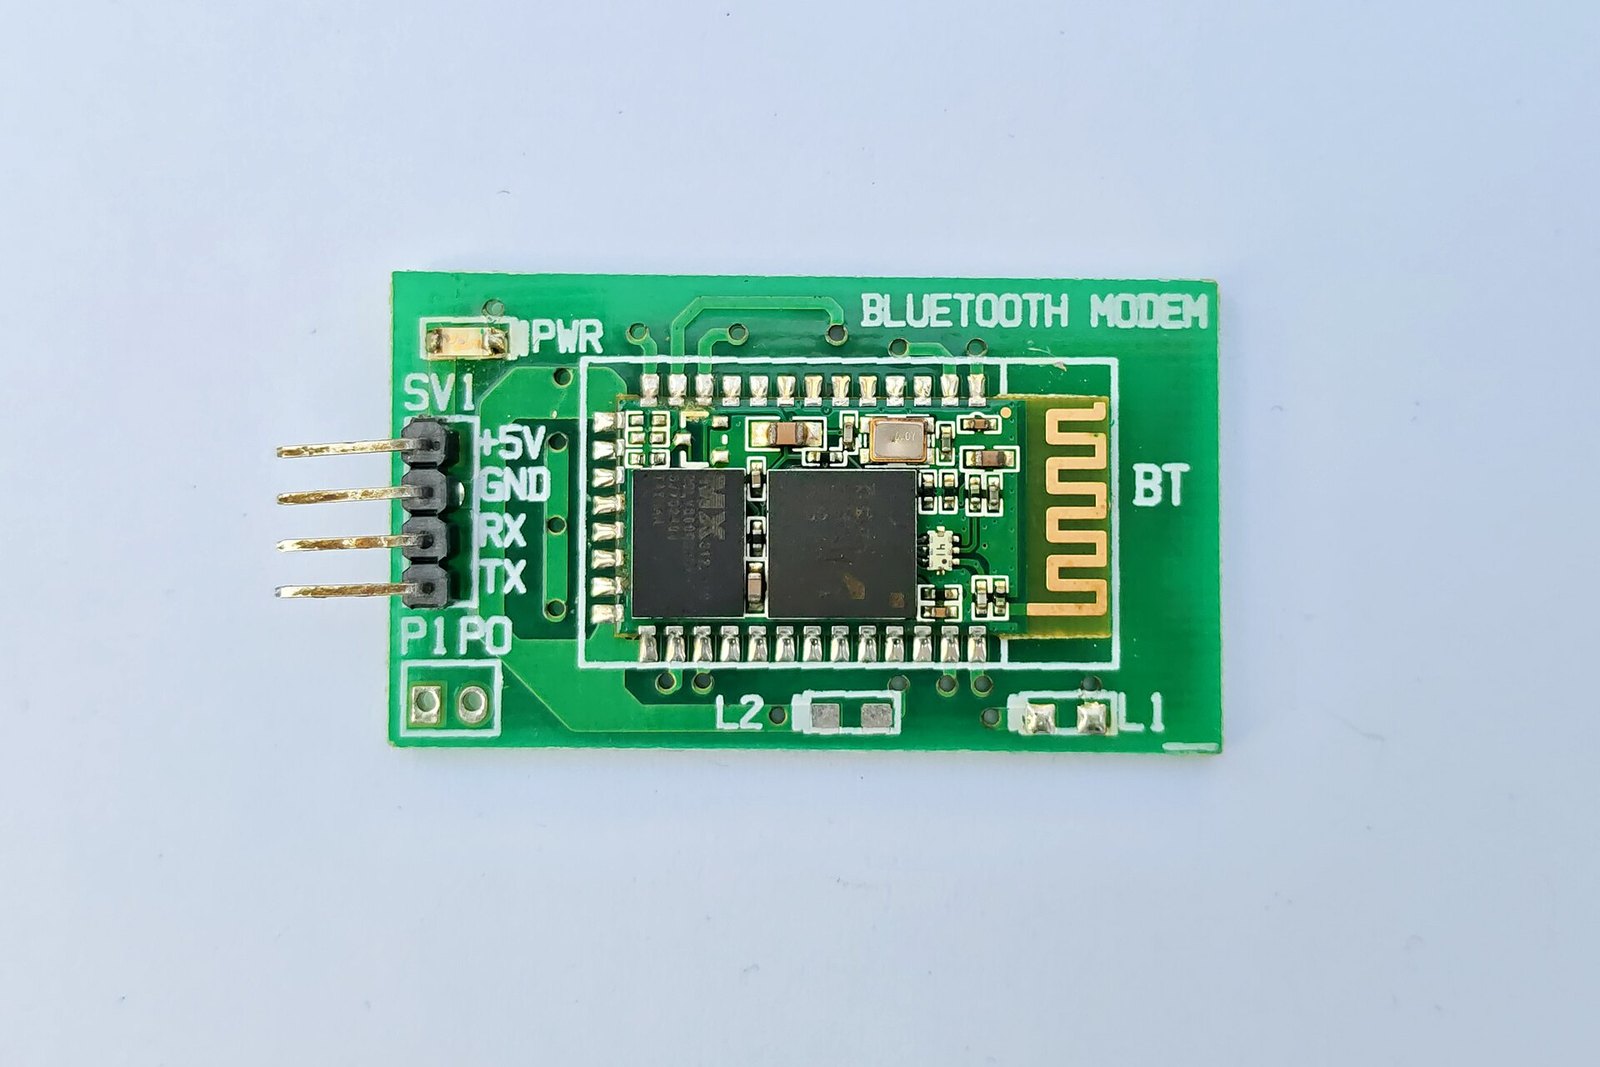 BLUETOOTH MODEM
PWR
SV1
+5V
GND
RX
TX
BT
P1 P0
L2
L1